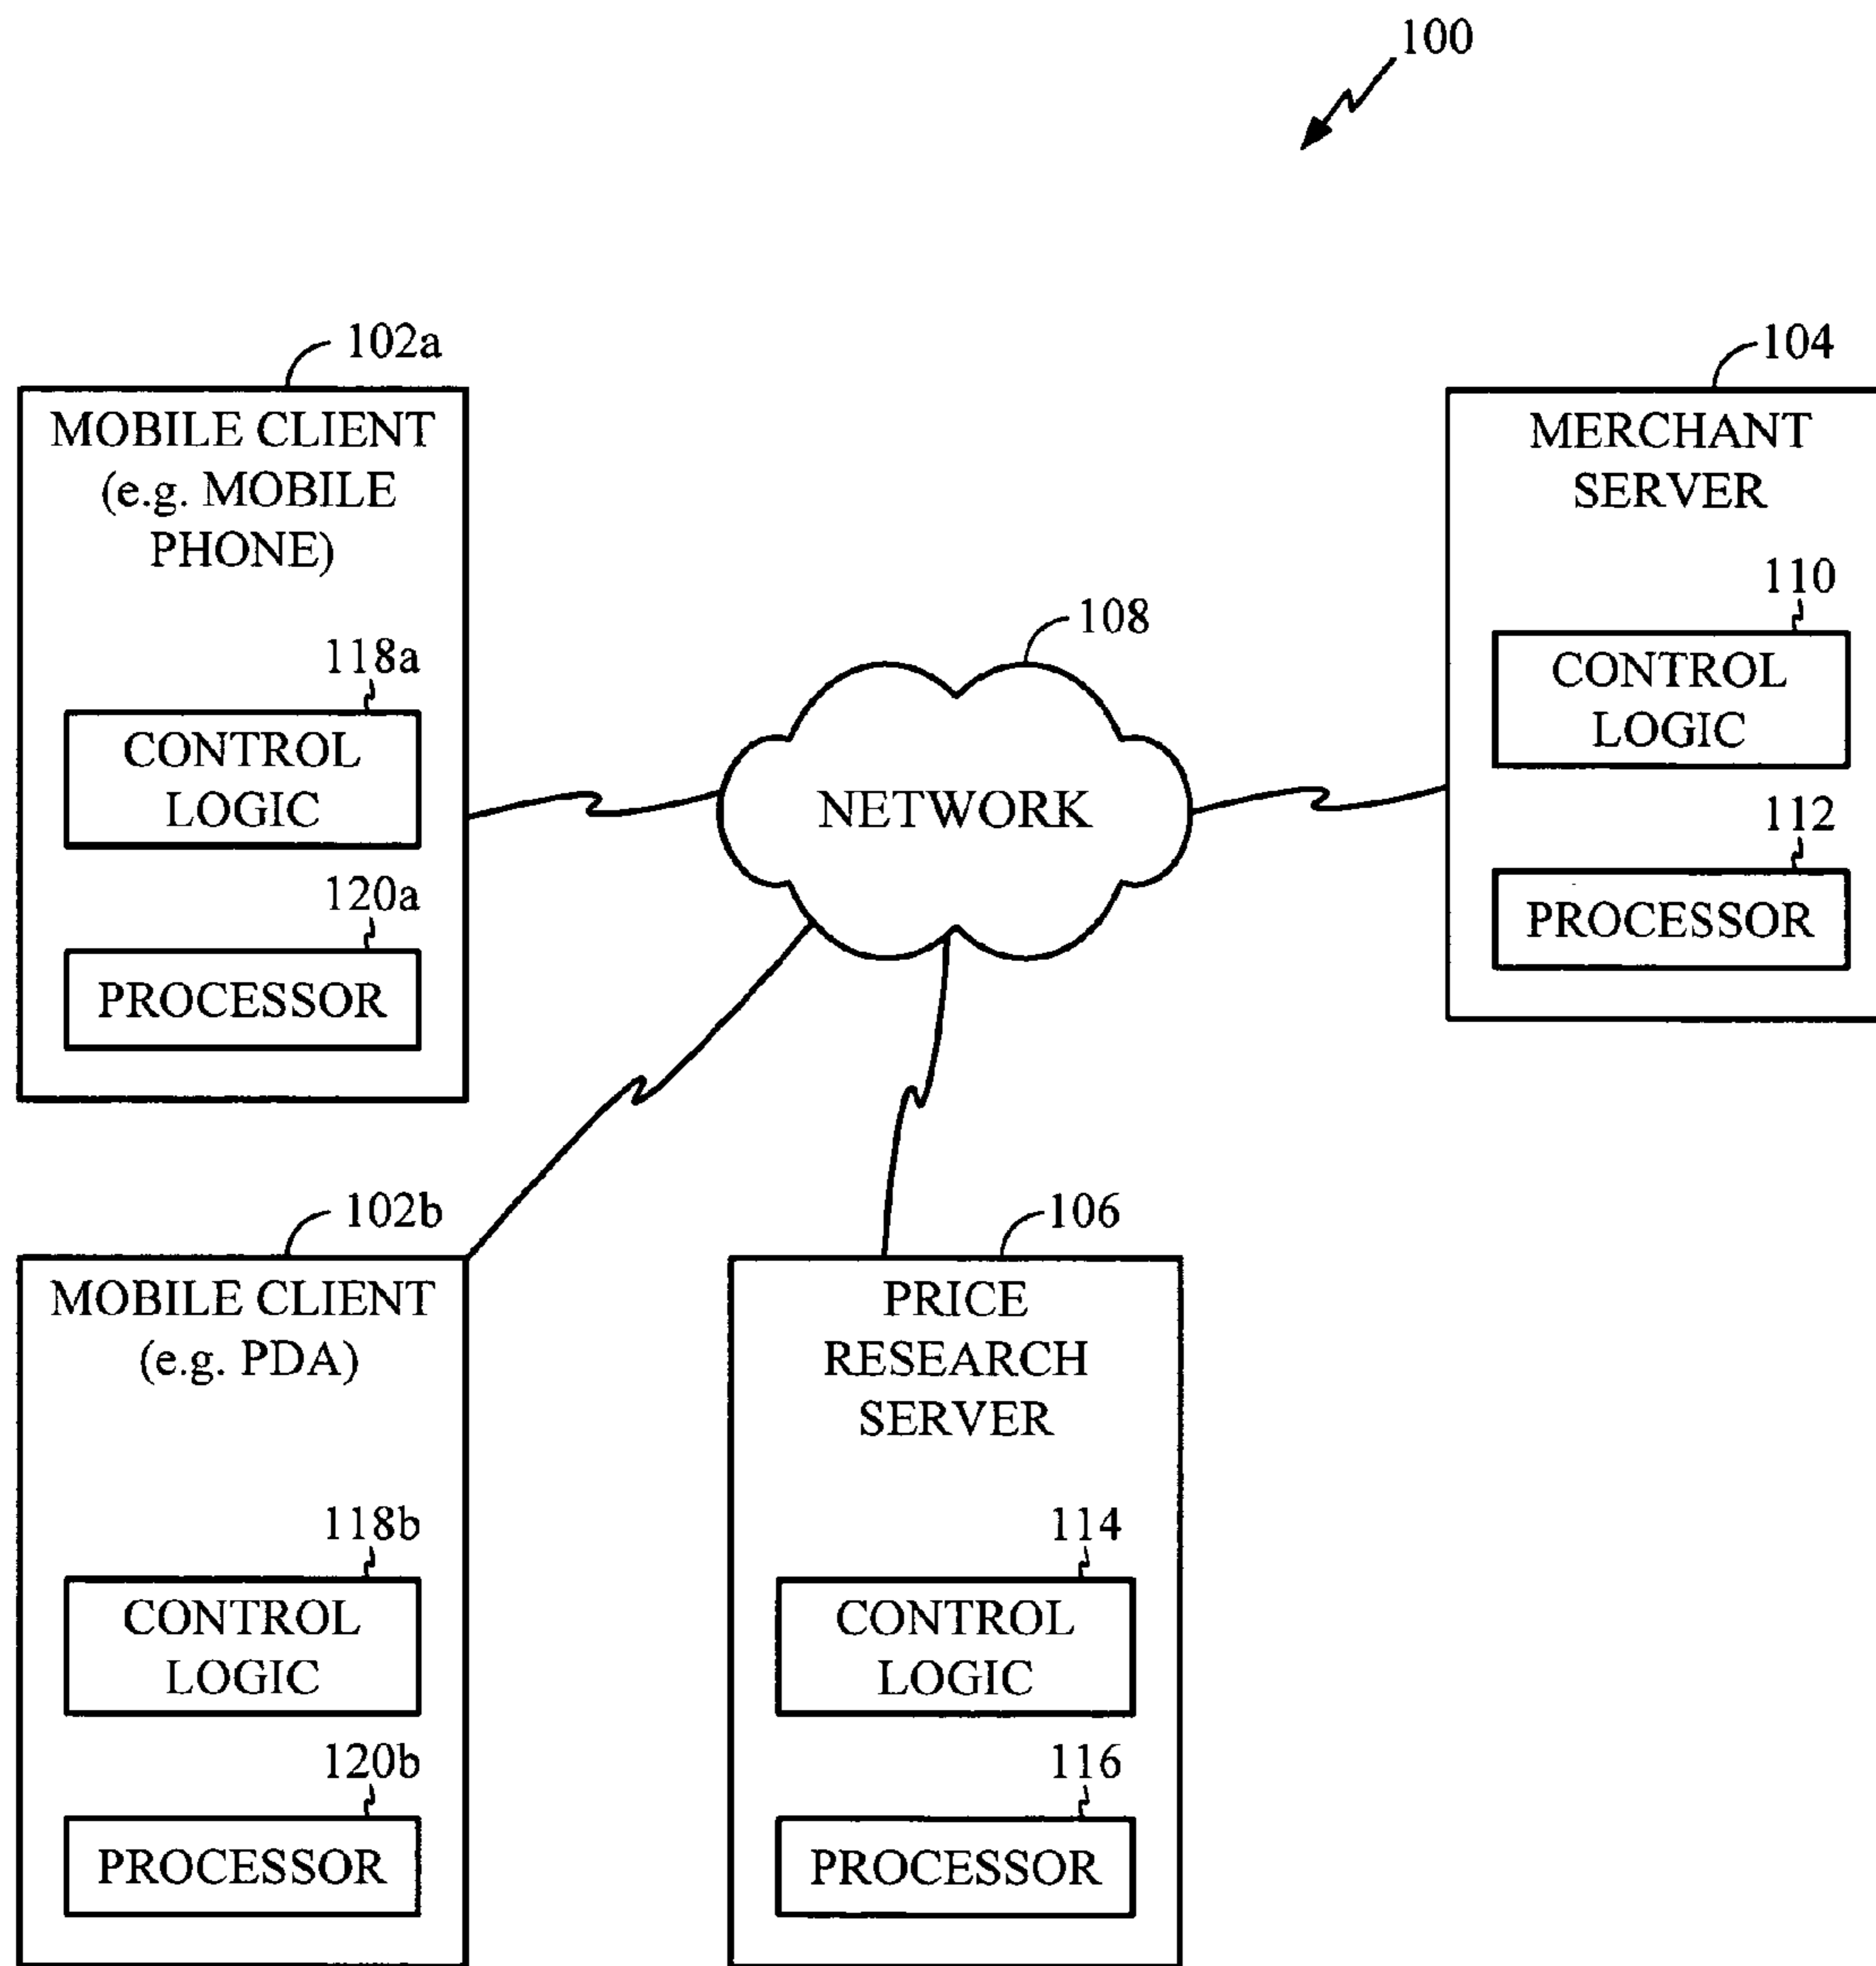 100
102a
MOBILE CLIENT
(e.g. MOBILE
PHONE)
118a
CONTROL
LOGIC
120a
PROCESSOR
108
NETWORK
104
MERCHANT
SERVER
110
CONTROL
LOGIC
112
PROCESSOR
102b
MOBILE CLIENT
(e.g. PDA)
118b
CONTROL
LOGIC
120b
PROCESSOR
106
PRICE
RESEARCH
SERVER
114
CONTROL
LOGIC
116
PROCESSOR